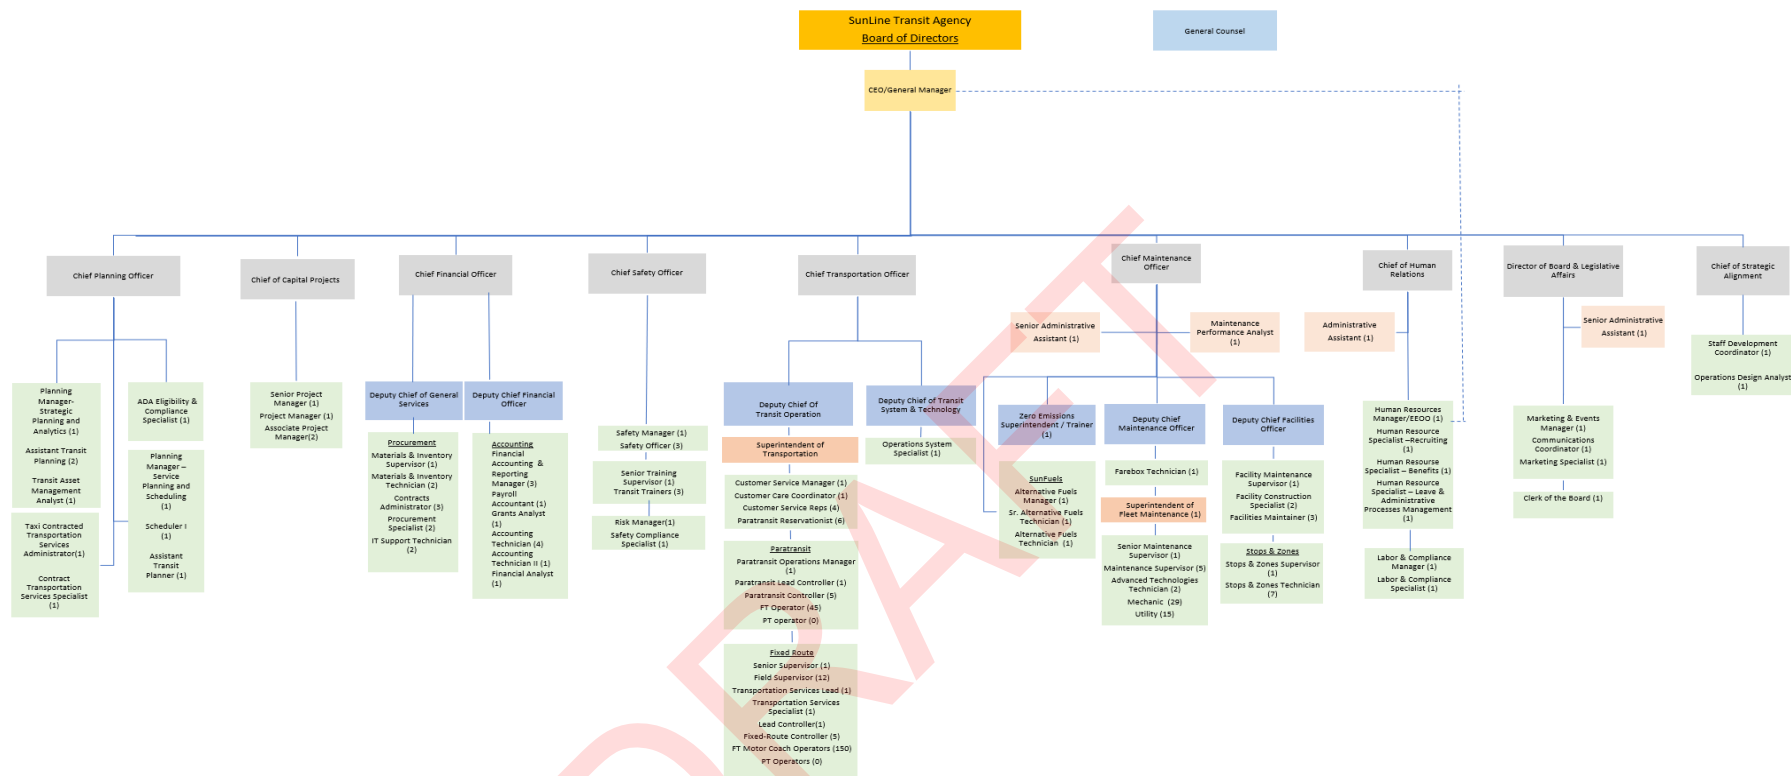 SunLine Transit Agency
Board of Directors
General Counsel
CEO/General Manager
Chief Planning Officer
Chief of Capital Projects
Chief Financial Officer
Chief Safety Officer
Chief Transportation Officer
Chief Maintenance
Officer
Chief of Human
Relations
Director of Board & Legislative
Affairs
Chief of Strategic
Alignment
Senior Administrative
Assistant (1)
Maintenance
Performance Analyst
(1)
Administrative
Assistant (1)
Senior Administrative
Assistant (1)
Staff Development
Coordinator (1)
Operations Design Analyst
(1)
Planning
Manager-
Strategic
Planning and
Analytics (1)
Assistant Transit
Planning (2)
Transit Asset
Management
Analyst (1)
Taxi Contracted
Transportation
Services
Administrator(1)
Contract
Transportation
Services Specialist
(1)
ADA Eligibility &
Compliance
Specialist (1)
Planning
Manager –
Service
Planning and
Scheduling
(1)
Scheduler I
(1)
Assistant
Transit
Planner (1)
Senior Project
Manager (1)
Project Manager (1)
Associate Project
Manager(2)
Deputy Chief of General
Services
Procurement
Materials & Inventory
Supervisor (1)
Materials & Inventory
Technician (2)
Contracts
Administrator (3)
Procurement
Specialist (2)
IT Support Technician
(2)
Deputy Chief Financial
Officer
Accounting
Financial
Accounting &
Reporting
Manager (3)
Payroll
Accountant (1)
Grants Analyst
(1)
Accounting
Technician (4)
Accounting
Technician II (1)
Financial Analyst
(1)
Safety Manager (1)
Safety Officer (3)
Senior Training
Supervisor (1)
Transit Trainers (3)
Risk Manager(1)
Safety Compliance
Specialist (1)
Deputy Chief Of
Transit Operation
Superintendent of
Transportation
Customer Service Manager (1)
Customer Care Coordinator (1)
Customer Service Reps (4)
Paratransit Reservationist (6)
Paratransit
Paratransit Operations Manager
(1)
Paratransit Lead Controller (1)
Paratransit Controller (5)
FT Operator (45)
PT operator (0)
Fixed Route
Senior Supervisor (1)
Field Supervisor (12)
Transportation Services Lead (1)
Transportation Services
Specialist (1)
Lead Controller(1)
Fixed-Route Controller (5)
FT Motor Coach Operators (150)
PT Operators (0)
Deputy Chief of Transit
System & Technology
Operations System
Specialist (1)
Zero Emissions
Superintendent / Trainer
(1)
SunFuels
Alternative Fuels
Manager (1)
Sr. Alternative Fuels
Technician (1)
Alternative Fuels
Technician (1)
Deputy Chief
Maintenance Officer
Farebox Technician (1)
Superintendent of
Fleet Maintenance (1)
Senior Maintenance
Supervisor (1)
Maintenance Supervisor (5)
Advanced Technologies
Technician (2)
Mechanic (29)
Utility (15)
Deputy Chief Facilities
Officer
Facility Maintenance
Supervisor (1)
Facility Construction
Specialist (2)
Facilities Maintainer (3)
Stops & Zones
Stops & Zones Supervisor
(1)
Stops & Zones Technician
(7)
Human Resources
Manager/EEOO (1)
Human Resource
Specialist –Recruiting
(1)
Human Resourse
Specialist – Benefits (1)
Human Resource
Specialist – Leave & Administrative
Processes Management
(1)
Labor & Compliance
Manager (1)
Labor & Compliance
Specialist (1)
Marketing & Events
Manager (1)
Communications
Coordinator (1)
Marketing Specialist (1)
Clerk of the Board (1)
DRAFT